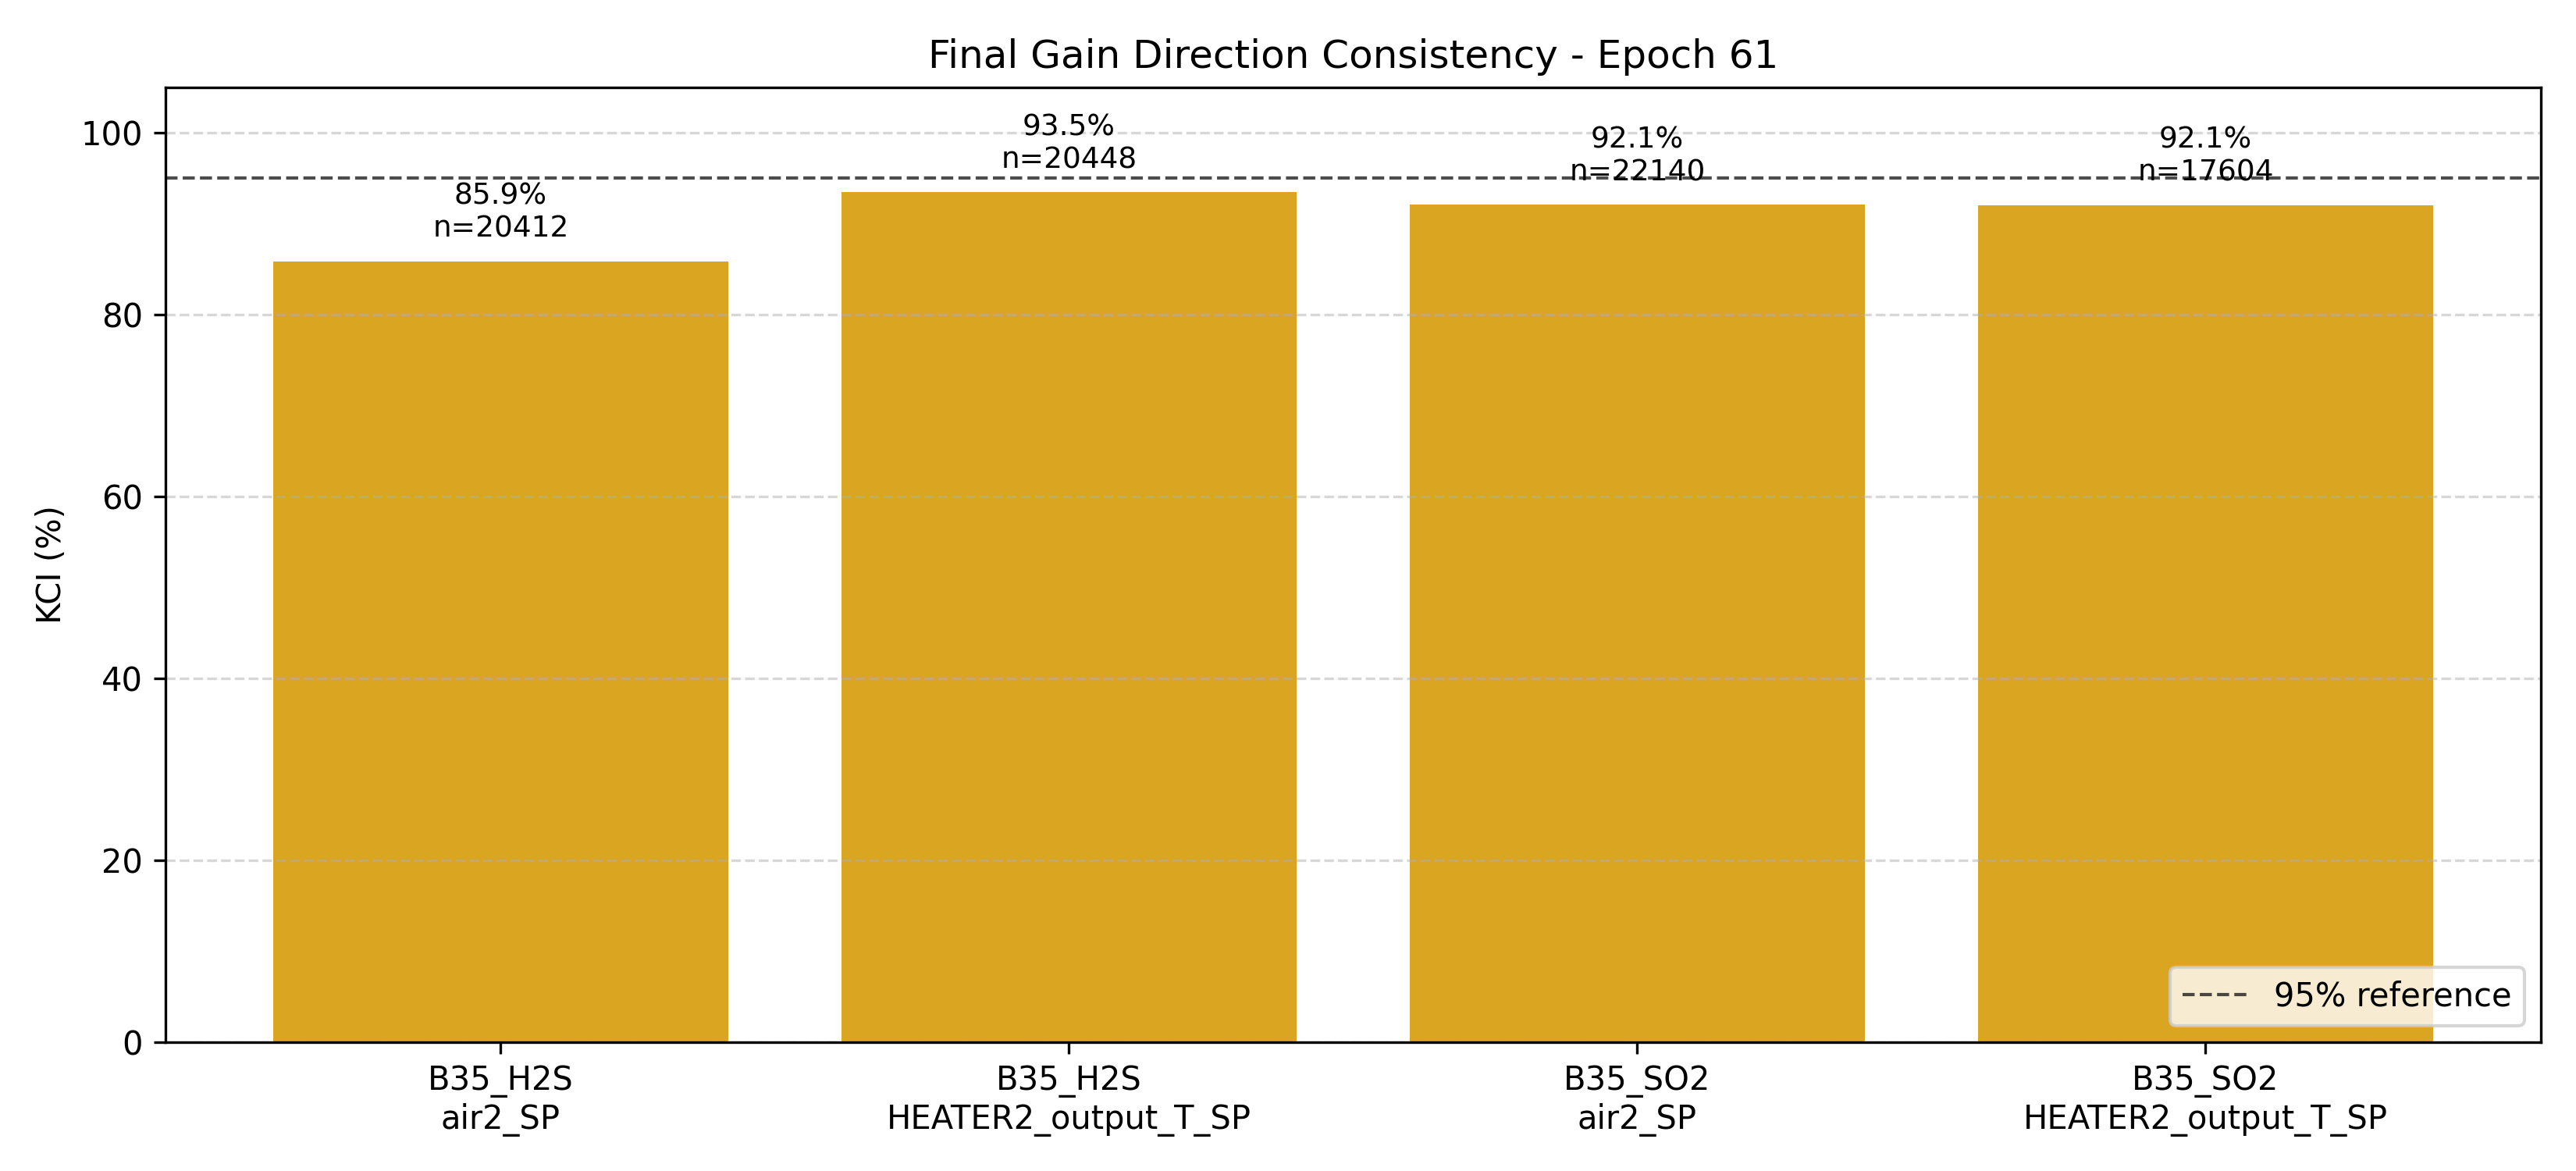 Final Gain Direction Consistency - Epoch 61
KCI (%)
100
80
60
40
20
0
85.9%
n=20412
93.5%
n=20448
92.1%
n=22140
92.1%
n=17604
95% reference
B35_H2S
air2_SP
B35_H2S
HEATER2_output_T_SP
B35_SO2
air2_SP
B35_SO2
HEATER2_output_T_SP